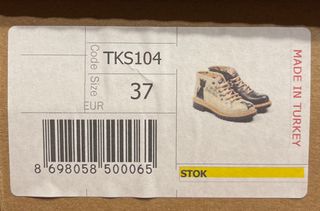 Code
TKS104
Size
EUR
37
8 698058 500065
MADE IN TURKEY
STOK